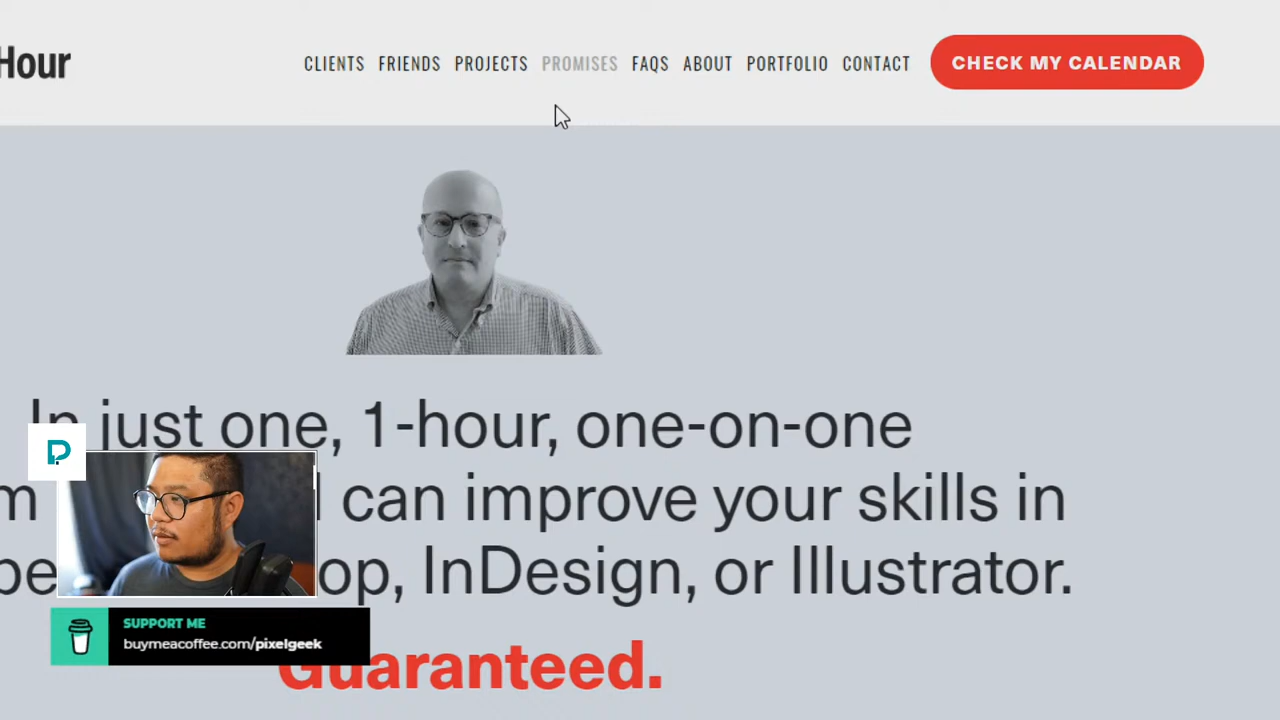 Hour
CLIENTS FRIENDS PROJECTS PROMISES FAQS ABOUT PORTFOLIO CONTACT CHECK MY CALENDAR
In just one, 1-hour, one-on-one
can improve your skills in
InDesign, or Illustrator.
Guaranteed.
SUPPORT ME
buymeacoffee.com/pixelgeek